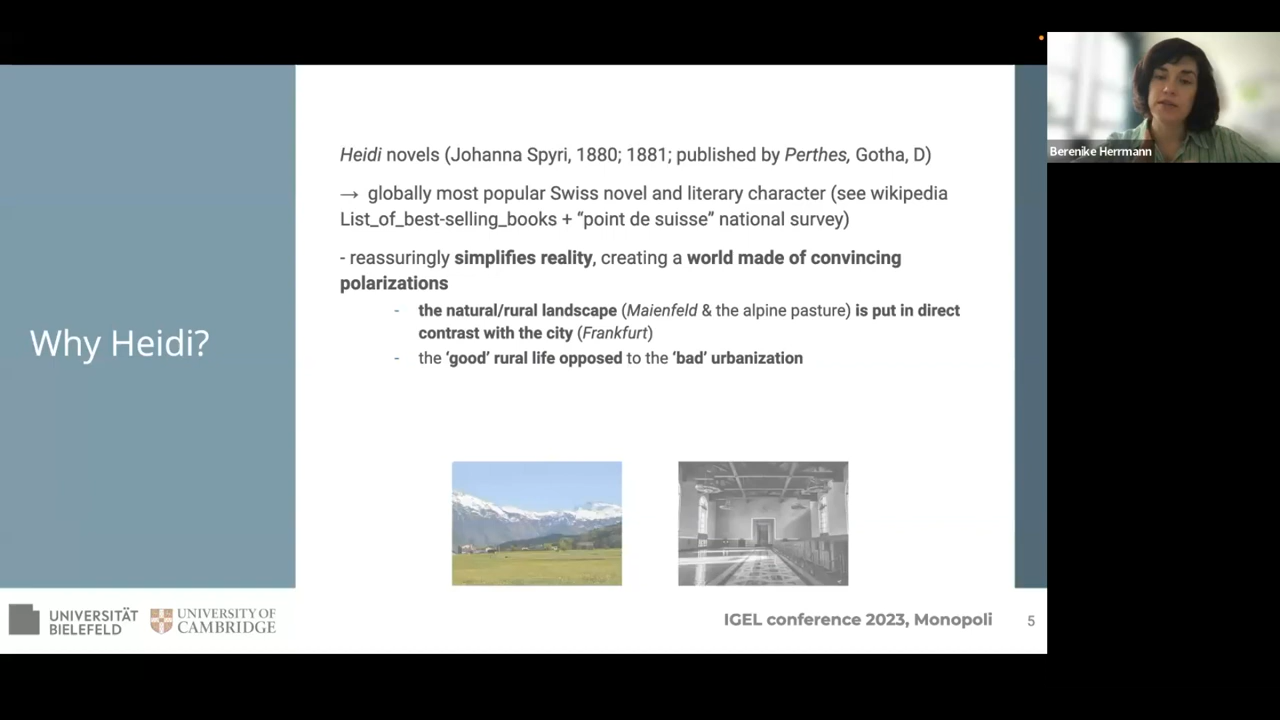 Berenike Herrmann
Why Heidi?
Heidi novels (Johanna Spyri, 1880; 1881; published by Perthes, Gotha, D)
→ globally most popular Swiss novel and literary character (see wikipedia
List_of_best-selling_books + “point de suisse” national survey)
- reassuringly simplifies reality, creating a world made of convincing
polarizations
- the natural/rural landscape (Maienfeld & the alpine pasture) is put in direct
contrast with the city (Frankfurt)
- the ‘good’ rural life opposed to the ‘bad’ urbanization
UNIVERSITÄT
BIELEFELD
UNIVERSITY OF
CAMBRIDGE
IGEL conference 2023, Monopoli
5